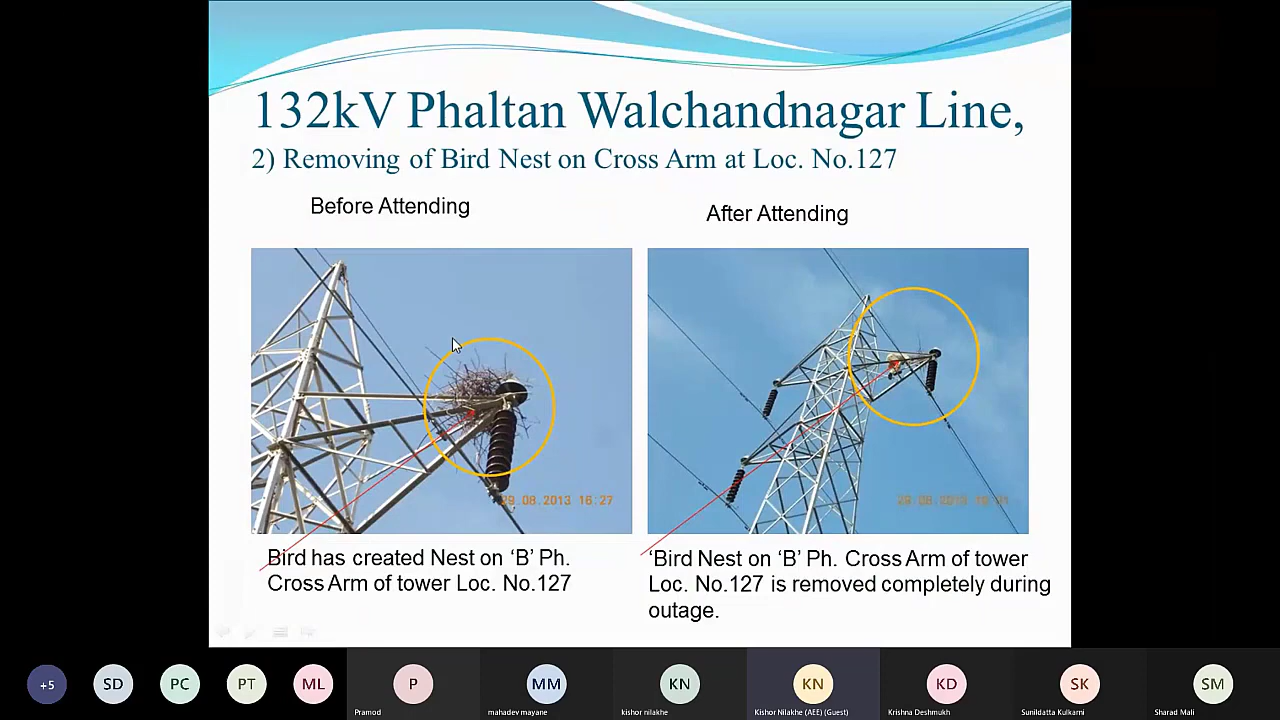 132kV Phaltan Walchandnagar Line,
2) Removing of Bird Nest on Cross Arm at Loc. No.127
Before Attending
After Attending
29.08.2013 16:27
29.08.2013
Bird has created Nest on ‘B’ Ph.
Cross Arm of tower Loc. No.127
‘Bird Nest on ‘B’ Ph. Cross Arm of tower
Loc. No.127 is removed completely during
outage.
+5
SD
PC
PT
ML
P
MM
KN
KN
KD
SK
SM
Pramod
mahadev mayane
kishor nilakhe
Kishor Nilakhe (AEE) (Guest)
Krishna Deshmukh
Sunildatta Kulkarni
Sharad Mali